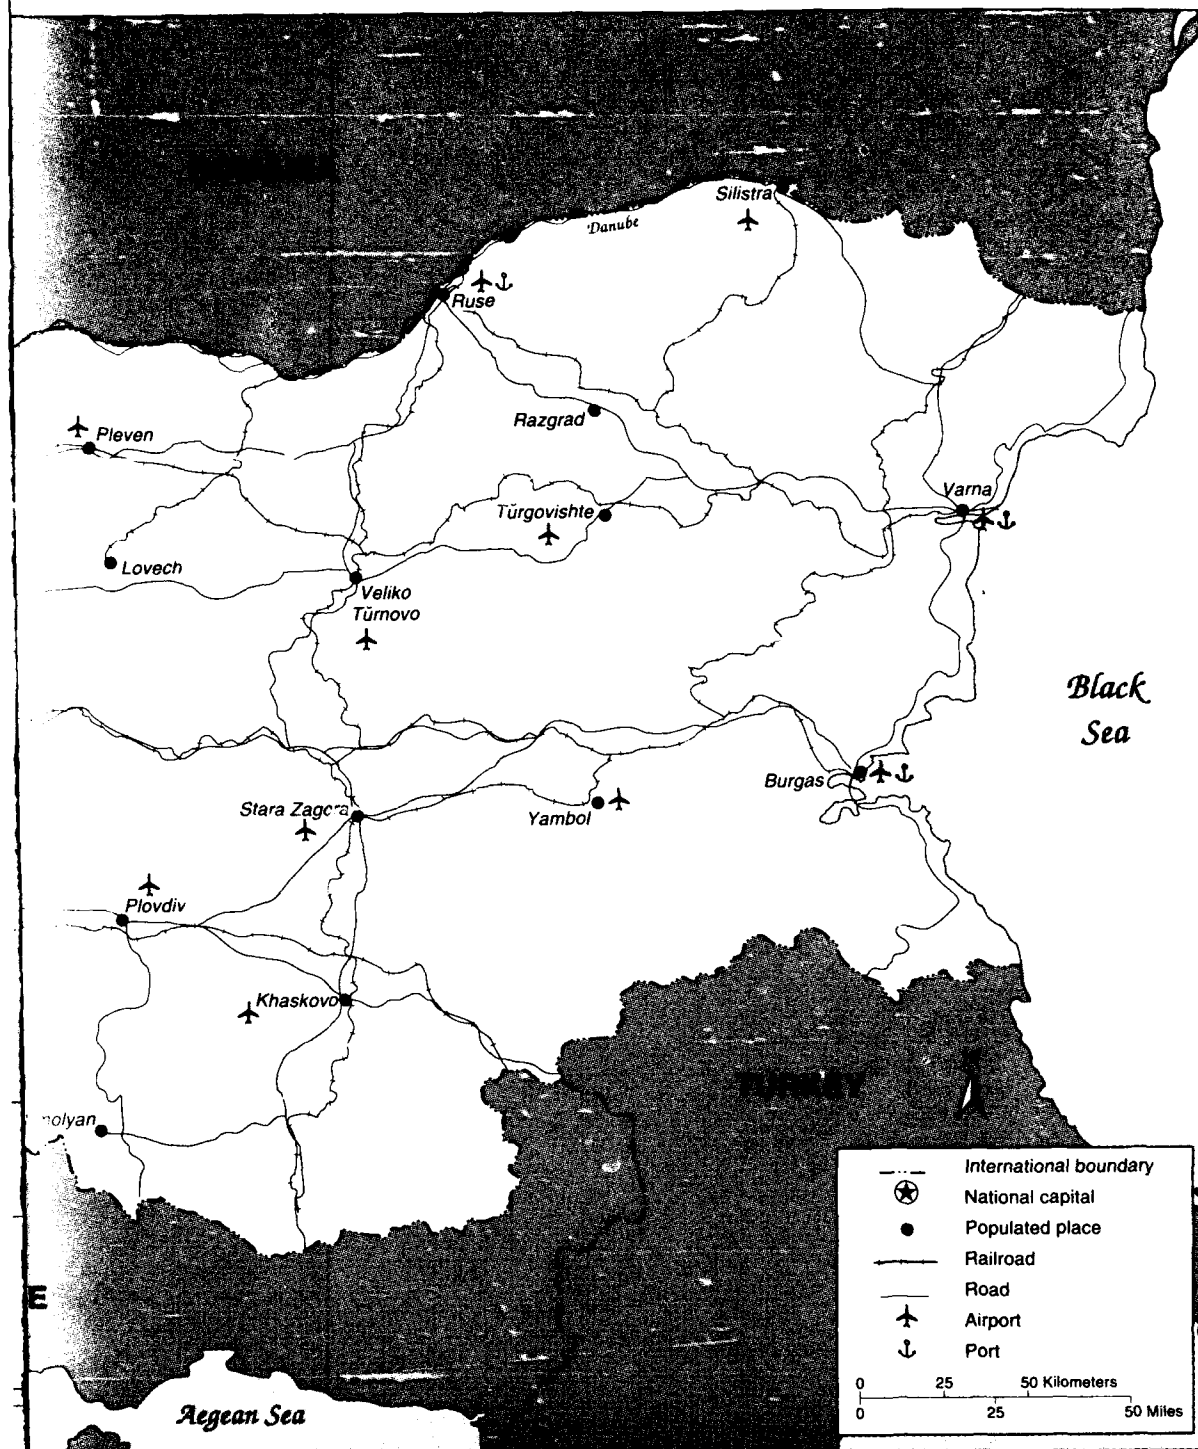 Silistra
Danube
Ruse
Razgrad
Pleven
Varna
Tŭrgovishte
Lovech
Veliko
Tŭrnovo
Black
Sea
Burgas
Stara Zagora
Yambol
Plovdiv
Khaskovo
TURKEY
nolyan
International boundary
National capital
Populated place
Railroad
Road
Airport
Port
0 25 50 Kilometers
0 25 50 Miles
E
Aegean Sea